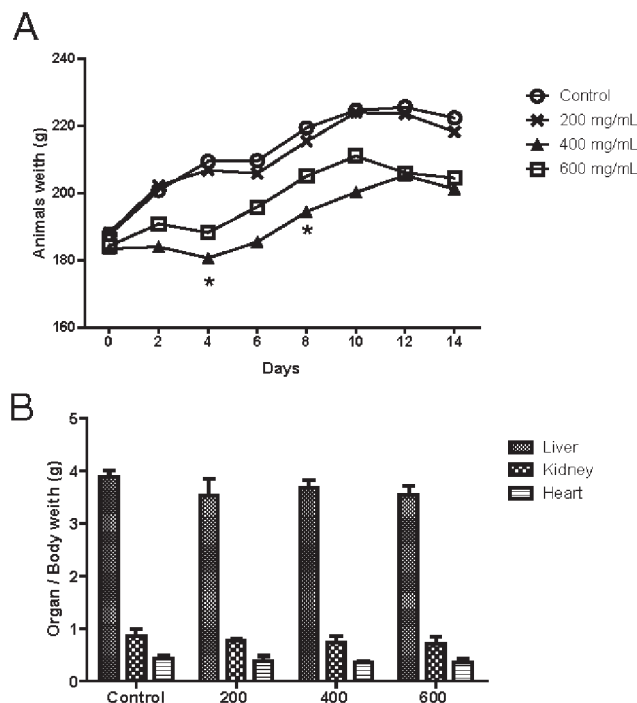 A
240
220
200
180
160
Animals weith (g)
0 2 4 6 8 10 12 14
Days
* *
Control
200 mg/mL
400 mg/mL
600 mg/mL
B
5
4
3
2
1
0
Organ / Body weith (g)
Control 200 400 600
Liver
Kidney
Heart